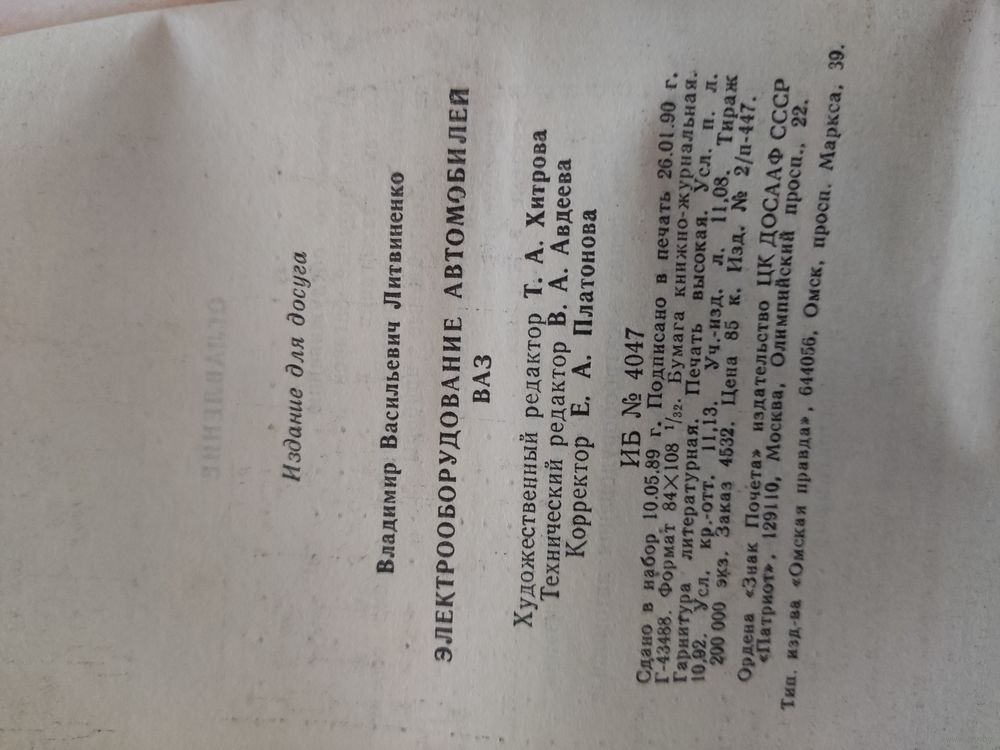 Издание для досуга
Владимир Васильевич Литвиненко
ЭЛЕКТРООБОРУДОВАНИЕ АВТОМОБИЛЕЙ
ВАЗ
Художественный редактор Т. А. Хитрова
Технический редактор В. А. Авдеева
Корректор Е. А. Платонова
ИБ № 4047
Сдано в набор 10.05.89 г. Подписано в печать 26.01.90 г.
Г-43488. Формат 84×108 1/32. Бумага книжно-журнальная.
Гарнитура литературная. Печать высокая. Усл. п. л.
10,92. Усл. кр.-отт. 11,13. Уч.-изд. л. 11,08. Тираж
200 000 экз. Заказ 4532. Цена 85 к. Изд. № 2/п-447.
Ордена «Знак Почета» издательство ЦК ДОСААФ СССР
«Патриот». 129110, Москва, Олимпийский просп., 22.
Тип. изд-ва «Омская правда», 644056, Омск, просп. Маркса, 39.